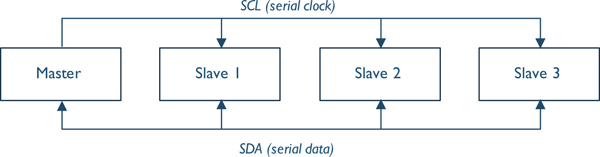 SCL (serial clock)
Master
Slave 1
Slave 2
Slave 3
SDA (serial data)